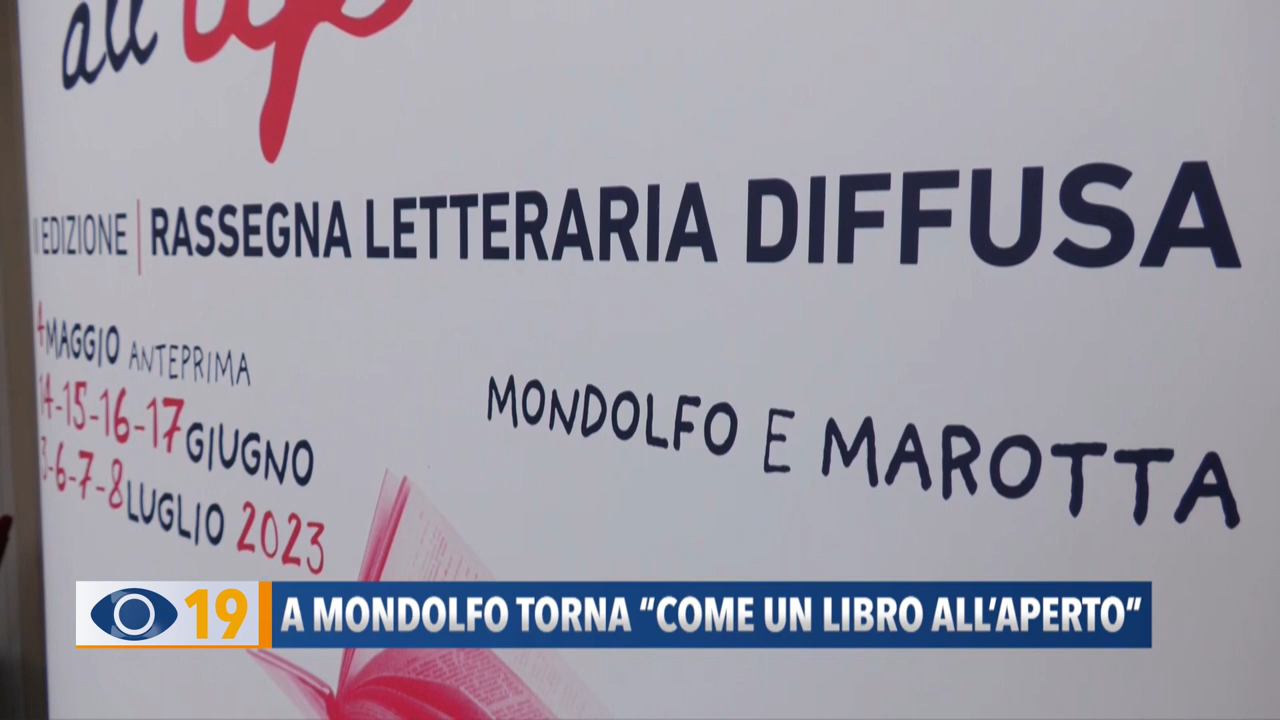 all'
EDIZIONE | RASSEGNA LETTERARIA DIFFUSA
4 MAGGIO ANTEPRIMA
14-15-16-17 GIUGNO
-6-7-8 LUGLIO 2023
MONDOLFO E MAROTTA
19 A MONDOLFO TORNA “COME UN LIBRO ALL’APERTO”